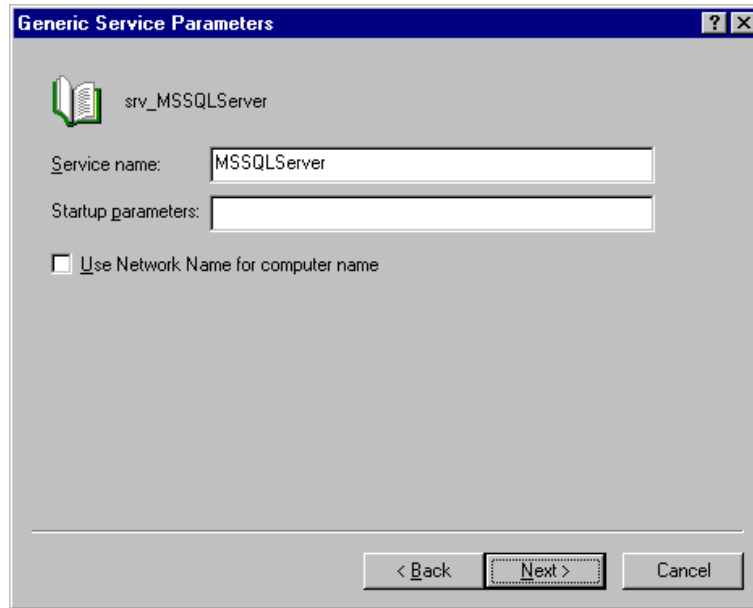 Generic Service Parameters
srv_MSSQLServer
Service name: MSSQLServer
Startup parameters:
Use Network Name for computer name
< Back Next > Cancel